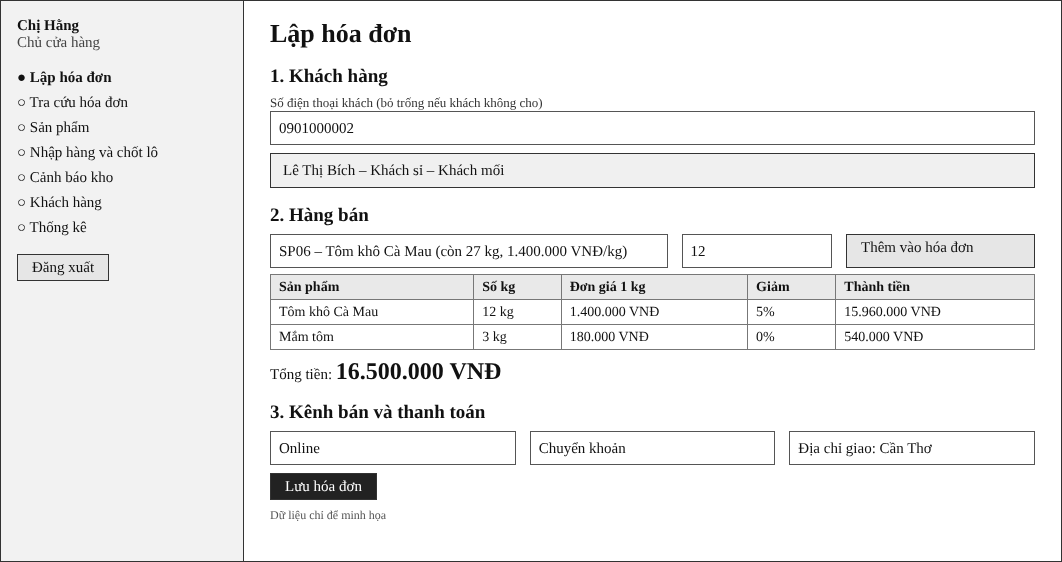 Chị Hằng
Chủ cửa hàng
● Lập hóa đơn
○ Tra cứu hóa đơn
○ Sản phẩm
○ Nhập hàng và chốt lô
○ Cảnh báo kho
○ Khách hàng
○ Thống kê
Đăng xuất
Lập hóa đơn
1. Khách hàng
Số điện thoại khách (bỏ trống nếu khách không cho)
0901000002
Lê Thị Bích – Khách sỉ – Khách mối
2. Hàng bán
SP06 – Tôm khô Cà Mau (còn 27 kg, 1.400.000 VNĐ/kg) 12 Thêm vào hóa đơn
Sản phẩm Số kg Đơn giá 1 kg Giảm Thành tiền
Tôm khô Cà Mau 12 kg 1.400.000 VNĐ 5% 15.960.000 VNĐ
Mắm tôm 3 kg 180.000 VNĐ 0% 540.000 VNĐ
Tổng tiền: 16.500.000 VNĐ
3. Kênh bán và thanh toán
Online Chuyển khoản Địa chỉ giao: Cần Thơ
Lưu hóa đơn
Dữ liệu chỉ để minh họa